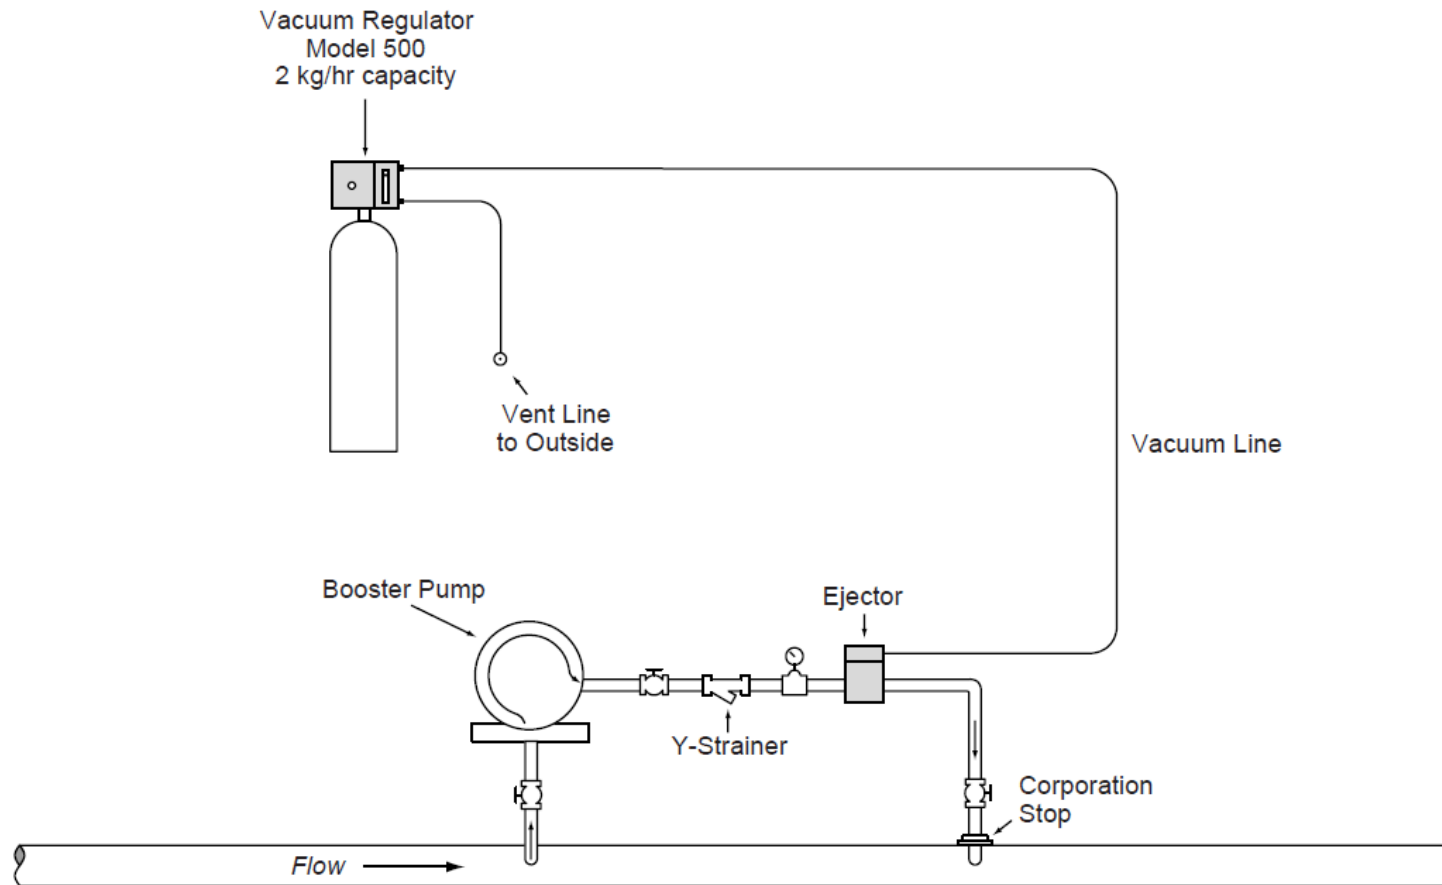 Vacuum Regulator
Model 500
2 kg/hr capacity
Vent Line
to Outside
Vacuum Line
Booster Pump
Ejector
Y-Strainer
Corporation
Stop
Flow